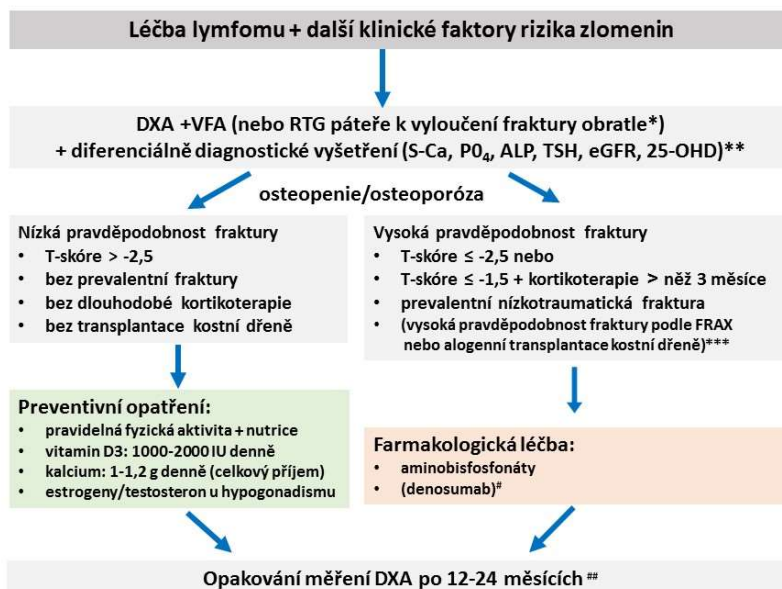 Léčba lymfomu + další klinické faktory rizika zlomenin
DXA +VFA (nebo RTG páteře k vyloučení fraktury obratle*)
+ diferenciálně diagnostické vyšetření (S-Ca, P0₄, ALP, TSH, eGFR, 25-OHD)**
osteopenie/osteoporóza
Nízká pravděpodobnost fraktury
• T-skóre > -2,5
• bez prevalentní fraktury
• bez dlouhodobé kortikoterapie
• bez transplantace kostní dřeně
Vysoká pravděpodobnost fraktury
• T-skóre ≤ -2,5 nebo
• T-skóre ≤ -1,5 + kortikoterapie > něž 3 měsíce
• prevalentní nízkotraumatická fraktura
• (vysoká pravděpodobnost fraktury podle FRAX
nebo alogenní transplantace kostní dřeně)***
Preventivní opatření:
• pravidelná fyzická aktivita + nutrice
• vitamin D3: 1000-2000 IU denně
• kalcium: 1-1,2 g denně (celkový příjem)
• estrogeny/testosteron u hypogonadismu
Farmakologická léčba:
• aminobisfosfonáty
• (denosumab)#
Opakování měření DXA po 12-24 měsících ##